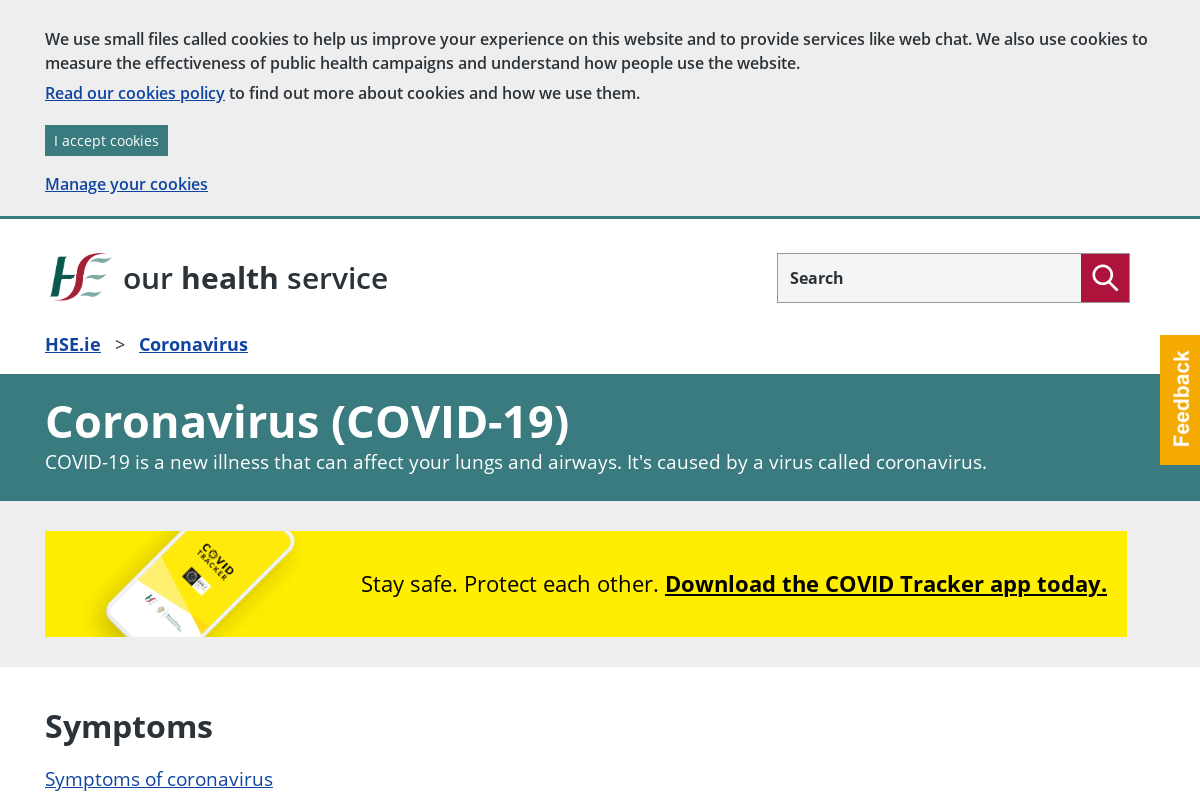 We use small files called cookies to help us improve your experience on this website and to provide services like web chat. We also use cookies to
measure the effectiveness of public health campaigns and understand how people use the website.
Read our cookies policy to find out more about cookies and how we use them.
I accept cookies
Manage your cookies
HSE our health service
Search
HSE.ie > Coronavirus
Feedback
Coronavirus (COVID-19)
COVID-19 is a new illness that can affect your lungs and airways. It's caused by a virus called coronavirus.
COVID
TRACKER
Stay safe. Protect each other. Download the COVID Tracker app today.
Symptoms
Symptoms of coronavirus